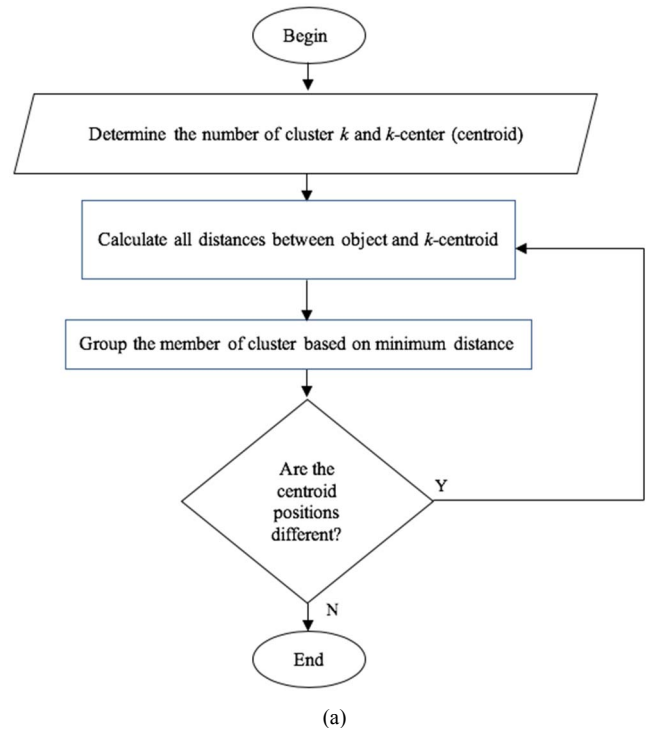 Begin
Determine the number of cluster k and k-center (centroid)
Calculate all distances between object and k-centroid
Group the member of cluster based on minimum distance
Are the
centroid
positions
different?
Y
N
End
(a)